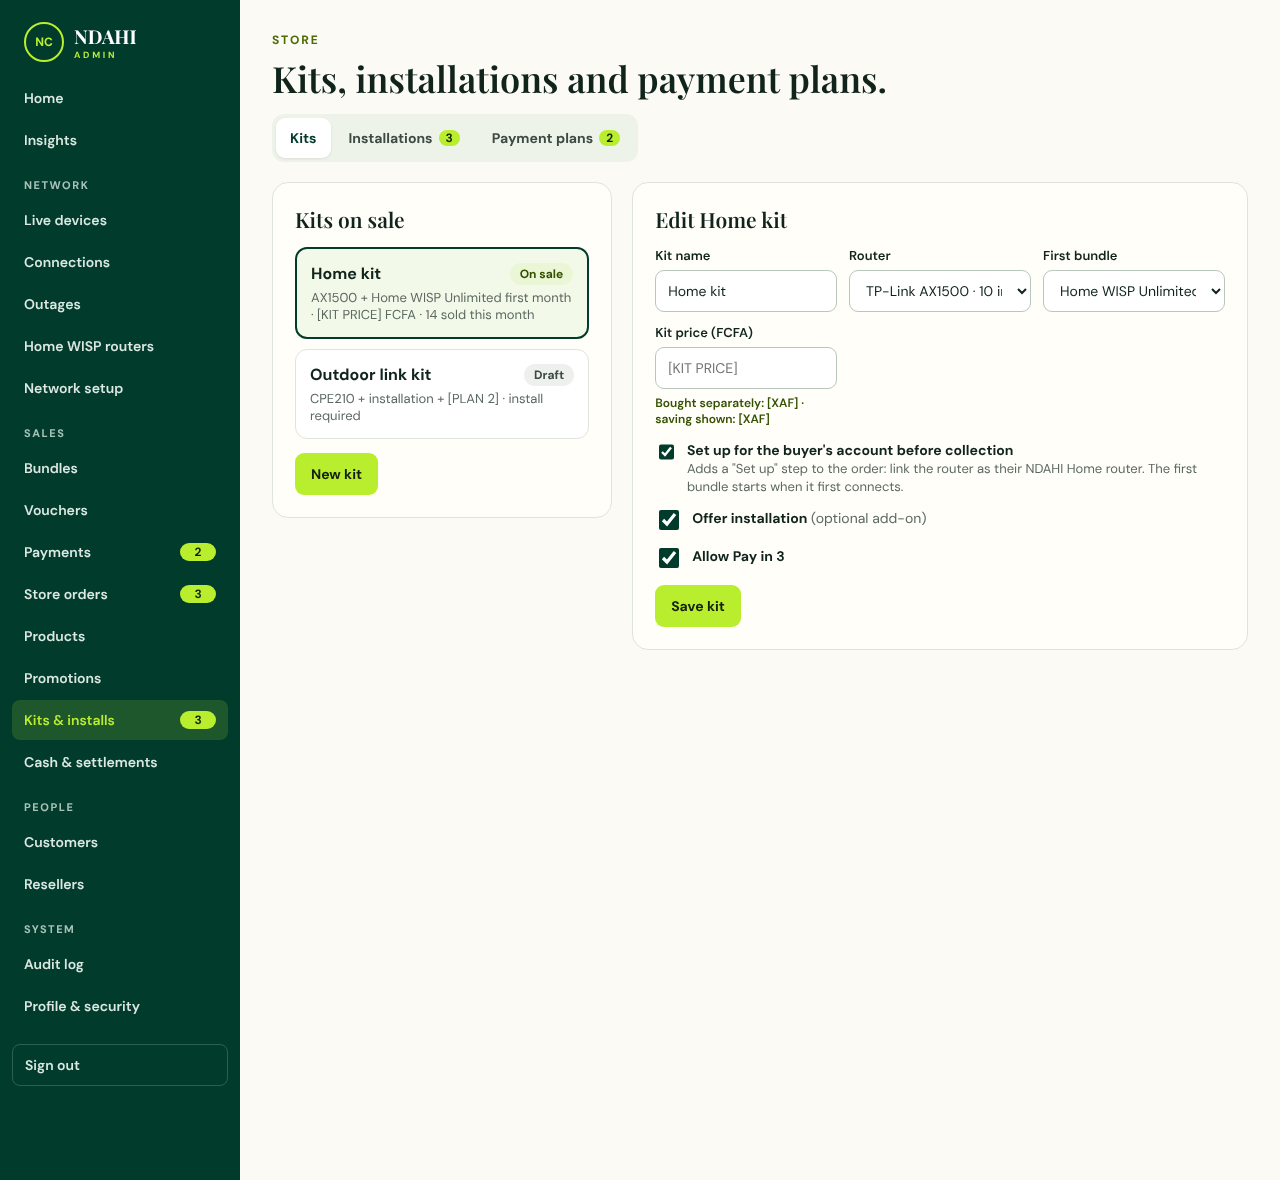 NC
NDAHI
ADMIN
Home
Insights
NETWORK
Live devices
Connections
Outages
Home WISP routers
Network setup
SALES
Bundles
Vouchers
Payments 2
Store orders 3
Products
Promotions
Kits & installs 3
Cash & settlements
PEOPLE
Customers
Resellers
SYSTEM
Audit log
Profile & security
Sign out
STORE
Kits, installations and payment plans.
Kits Installations 3 Payment plans 2
Kits on sale
Home kit On sale
AX1500 + Home WISP Unlimited first month
· [KIT PRICE] FCFA · 14 sold this month
Outdoor link kit Draft
CPE210 + installation + [PLAN 2] · install
required
New kit
Edit Home kit
Kit name Router First bundle
Home kit TP-Link AX1500 · 10 Home WISP Unlimited
Kit price (FCFA)
[KIT PRICE]
Bought separately: [XAF] ·
saving shown: [XAF]
Set up for the buyer's account before collection
Adds a "Set up" step to the order: link the router as their NDAHI Home router. The first
bundle starts when it first connects.
Offer installation (optional add-on)
Allow Pay in 3
Save kit